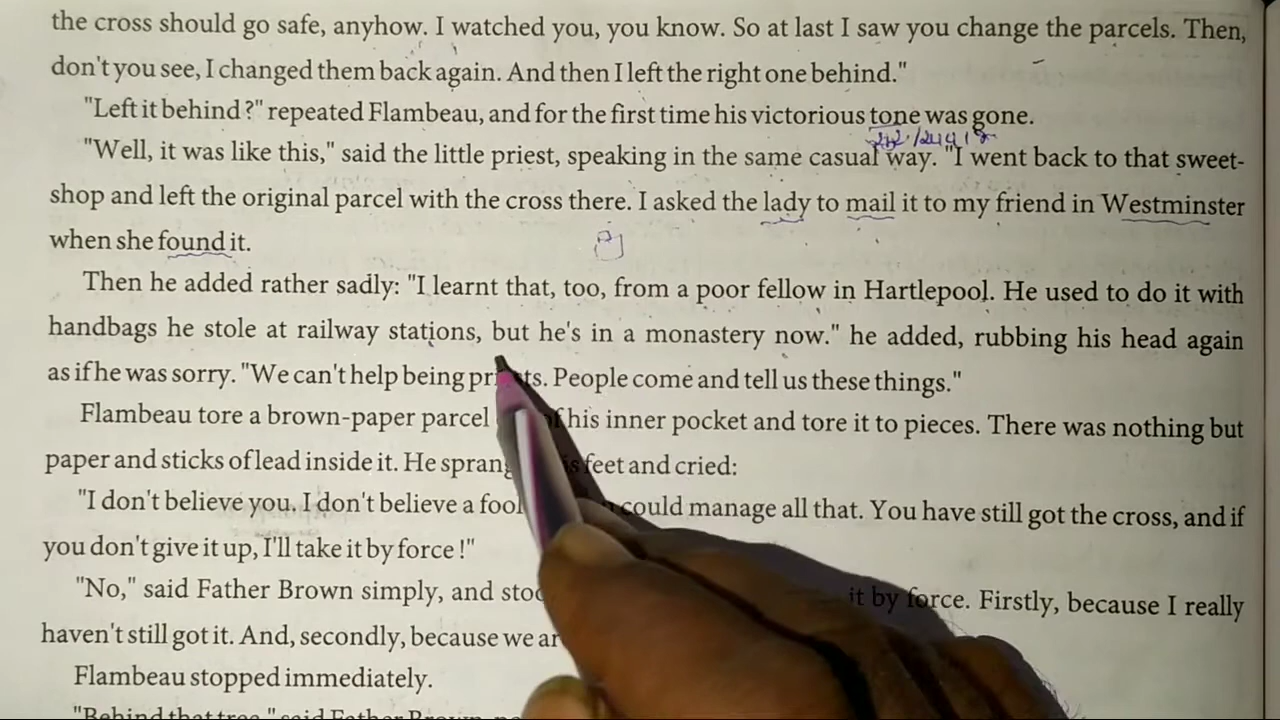 the cross should go safe, anyhow. I watched you, you know. So at last I saw you change the parcels. Then,
don't you see, I changed them back again. And then I left the right one behind."
"Left it behind ?" repeated Flambeau, and for the first time his victorious tone was gone.
"Well, it was like this," said the little priest, speaking in the same casual way. "I went back to that sweet-
shop and left the original parcel with the cross there. I asked the lady to mail it to my friend in Westminster
when she found it.
Then he added rather sadly: "I learnt that, too, from a poor fellow in Hartlepool. He used to do it with
handbags he stole at railway stations, but he's in a monastery now." he added, rubbing his head again
as if he was sorry. "We can't help being priests. People come and tell us these things."
Flambeau tore a brown-paper parcel of his inner pocket and tore it to pieces. There was nothing but
paper and sticks of lead inside it. He sprang feet and cried:
"I don't believe you. I don't believe a fool could manage all that. You have still got the cross, and if
you don't give it up, I'll take it by force !"
"No," said Father Brown simply, and it by force. Firstly, because I really
haven't still got it. And, secondly, because we
Flambeau stopped immediately.
"Behind that tree," said Father Brown,